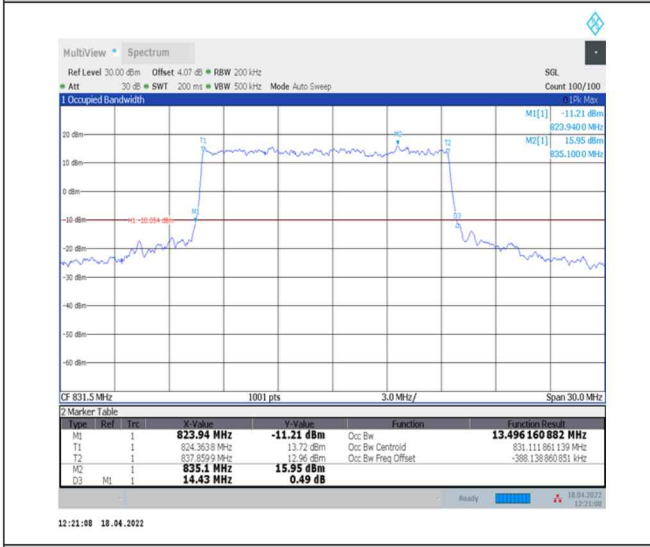 MultiView Spectrum
Ref Level 30.00 dBm Offset 4.07 dB RBW 200 kHz SGL
Att 30 dB SWT 200 ms VBW 500 kHz Mode Auto Sweep Count 100/100
1 Occupied Bandwidth 1Pk Max
M1[1] -11.21 dBm
823.9400 MHz
M2[1] 15.95 dBm
835.1000 MHz
20 dBm
T1
M2
T2
10 dBm
0 dBm
M1
D3
-10 dBm
H1 -10.054 dBm
-20 dBm
-30 dBm
-40 dBm
-50 dBm
-60 dBm
CF 831.5 MHz 1001 pts 3.0 MHz/ Span 30.0 MHz
2 Marker Table
Type Ref Trc X-Value Y-Value Function Function Result
M1 1 823.94 MHz -11.21 dBm Occ Bw 13.496 160 882 MHz
T1 1 824.3638 MHz 13.72 dBm Occ Bw Centroid 831.111 861 139 MHz
T2 1 837.8599 MHz 12.96 dBm Occ Bw Freq Offset -388.138 860 851 kHz
M2 1 835.1 MHz 15.95 dBm
D3 M1 1 14.43 MHz 0.49 dB
Ready 18.04.2022
12:21:08
12:21:08 18.04.2022